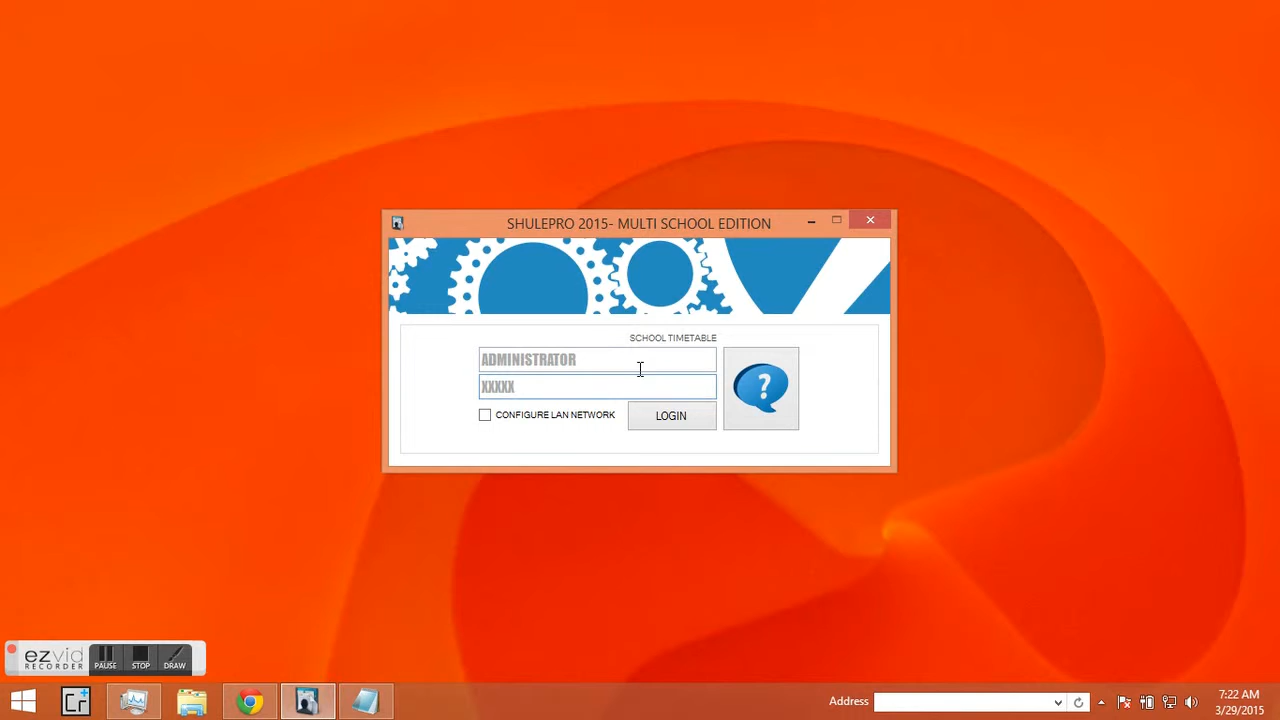 SHULEPRO 2015- MULTI SCHOOL EDITION
SCHOOL TIMETABLE
ADMINISTRATOR
XXXXX
CONFIGURE LAN NETWORK
LOGIN
?
ezvid
RECORDER
PAUSE
STOP
DRAW
Cr+
Address
7:22 AM
3/29/2015